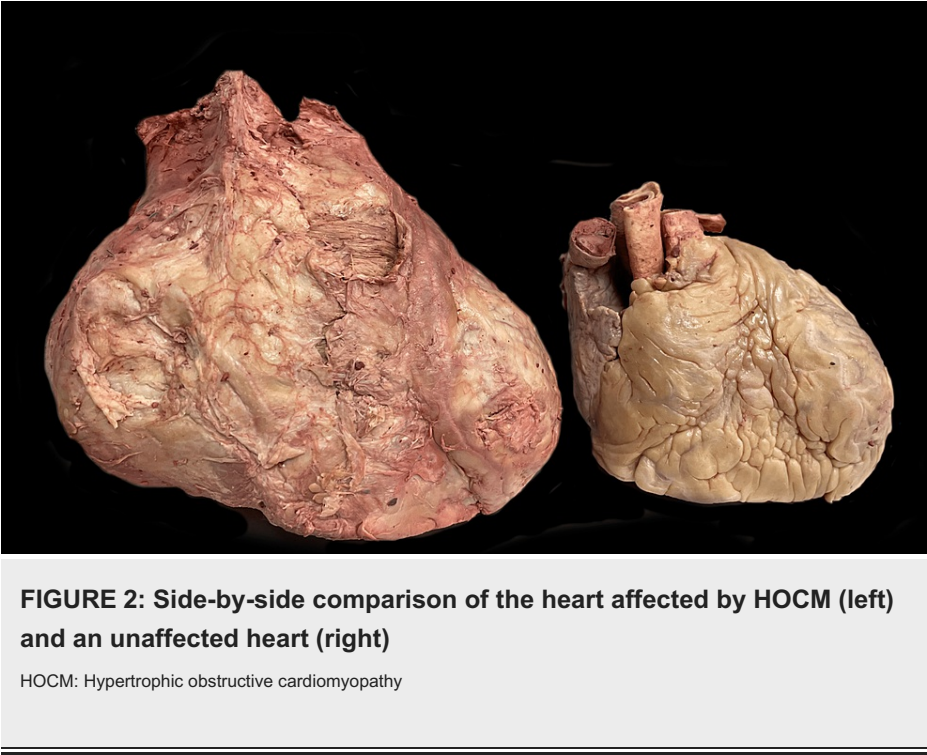 FIGURE 2: Side-by-side comparison of the heart affected by HOCM (left)
and an unaffected heart (right)
HOCM: Hypertrophic obstructive cardiomyopathy